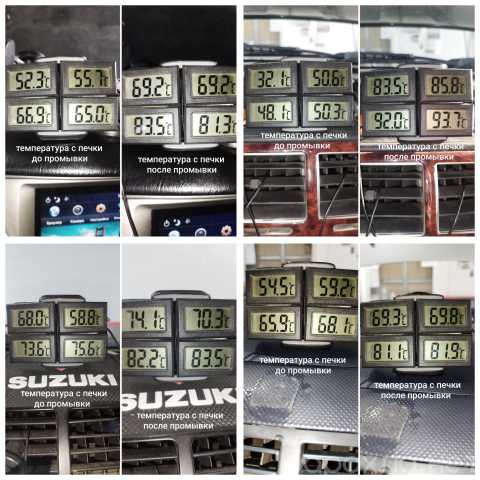 52.3°C 55.7°C
66.9°C 65.0°C
температура с печки
до промывки
69.2°C 69.2°C
83.5°C 81.3°C
температура с печки
после промывки
32.1°C 50.6°C
48.1°C 50.3°C
температура с печки
до промывки
83.5°C 85.8°C
92.0°C 93.7°C
температура с печки
после промывки
68.0°C 58.8°C
73.6°C 75.6°C
SUZUKI
температура с печки
до промывки
74.1°C 70.3°C
82.2°C 83.5°C
SUZUKI
температура с печки
после промывки
54.5°C 59.2°C
65.9°C 68.1°C
температура с печки
до промывки
69.3°C 69.8°C
81.1°C 81.9°C
температура с печки
после промывки